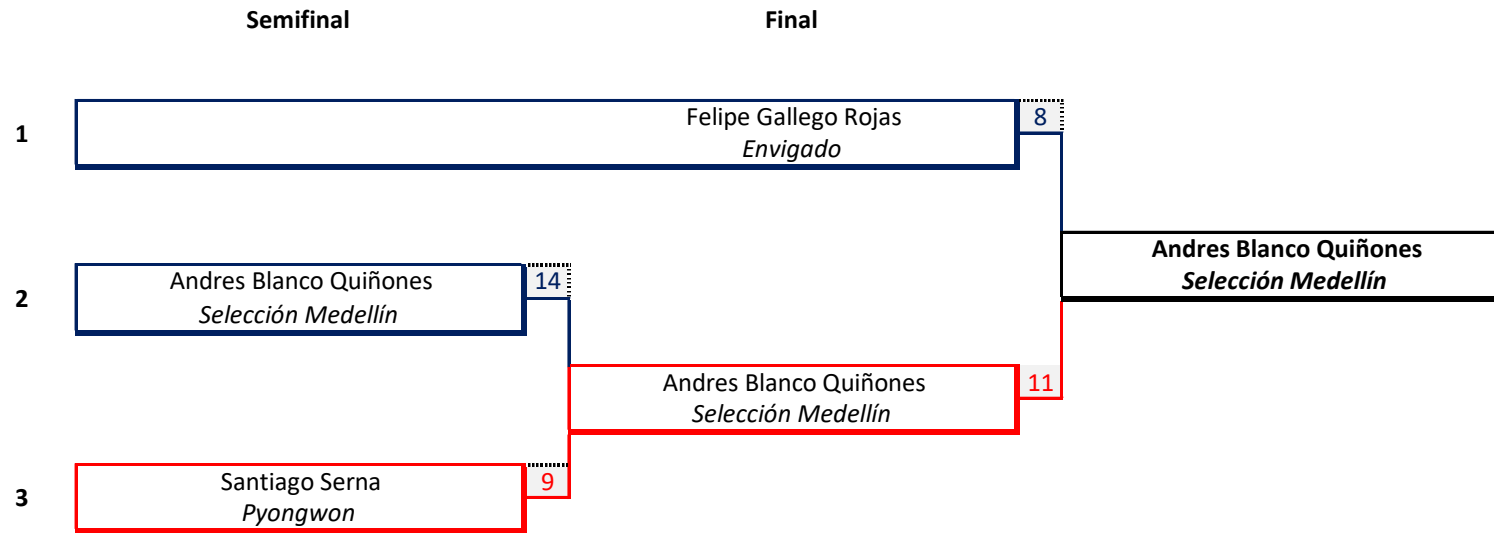 Semifinal
Final
1
Felipe Gallego Rojas
Envigado
8
2
Andres Blanco Quiñones
Selección Medellín
14
Andres Blanco Quiñones
Selección Medellín
Andres Blanco Quiñones
Selección Medellín
11
3
Santiago Serna
Pyongwon
9